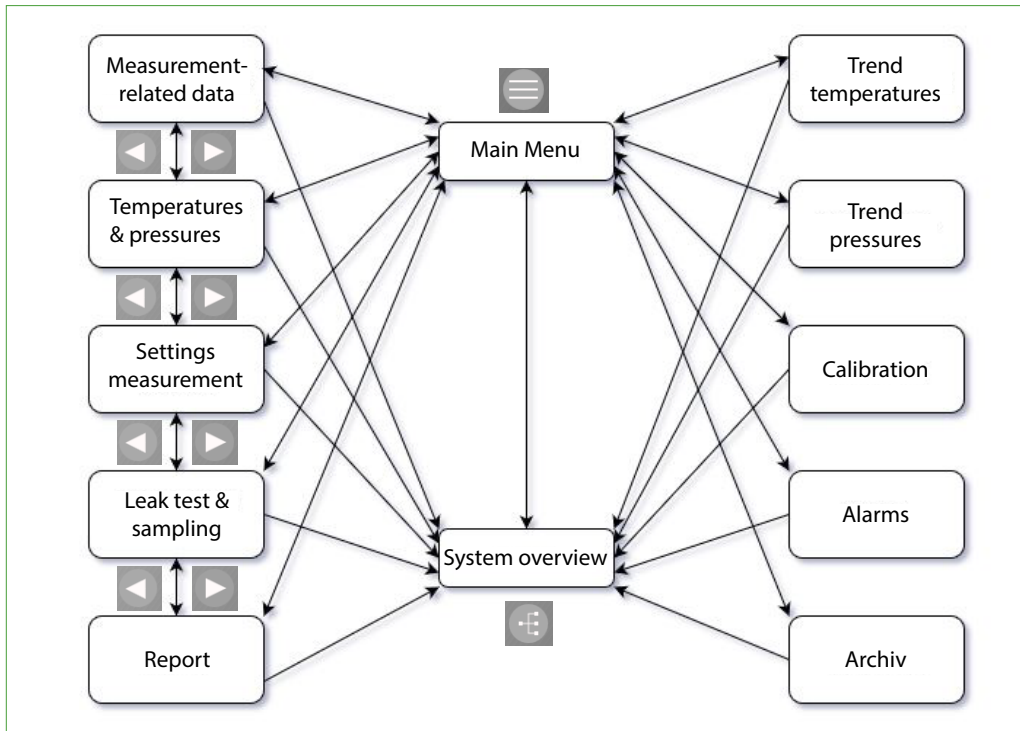 Measurement-
related data
Temperatures
& pressures
Settings
measurement
Leak test &
sampling
Report
Main Menu
System overview
Trend
temperatures
Trend
pressures
Calibration
Alarms
Archiv